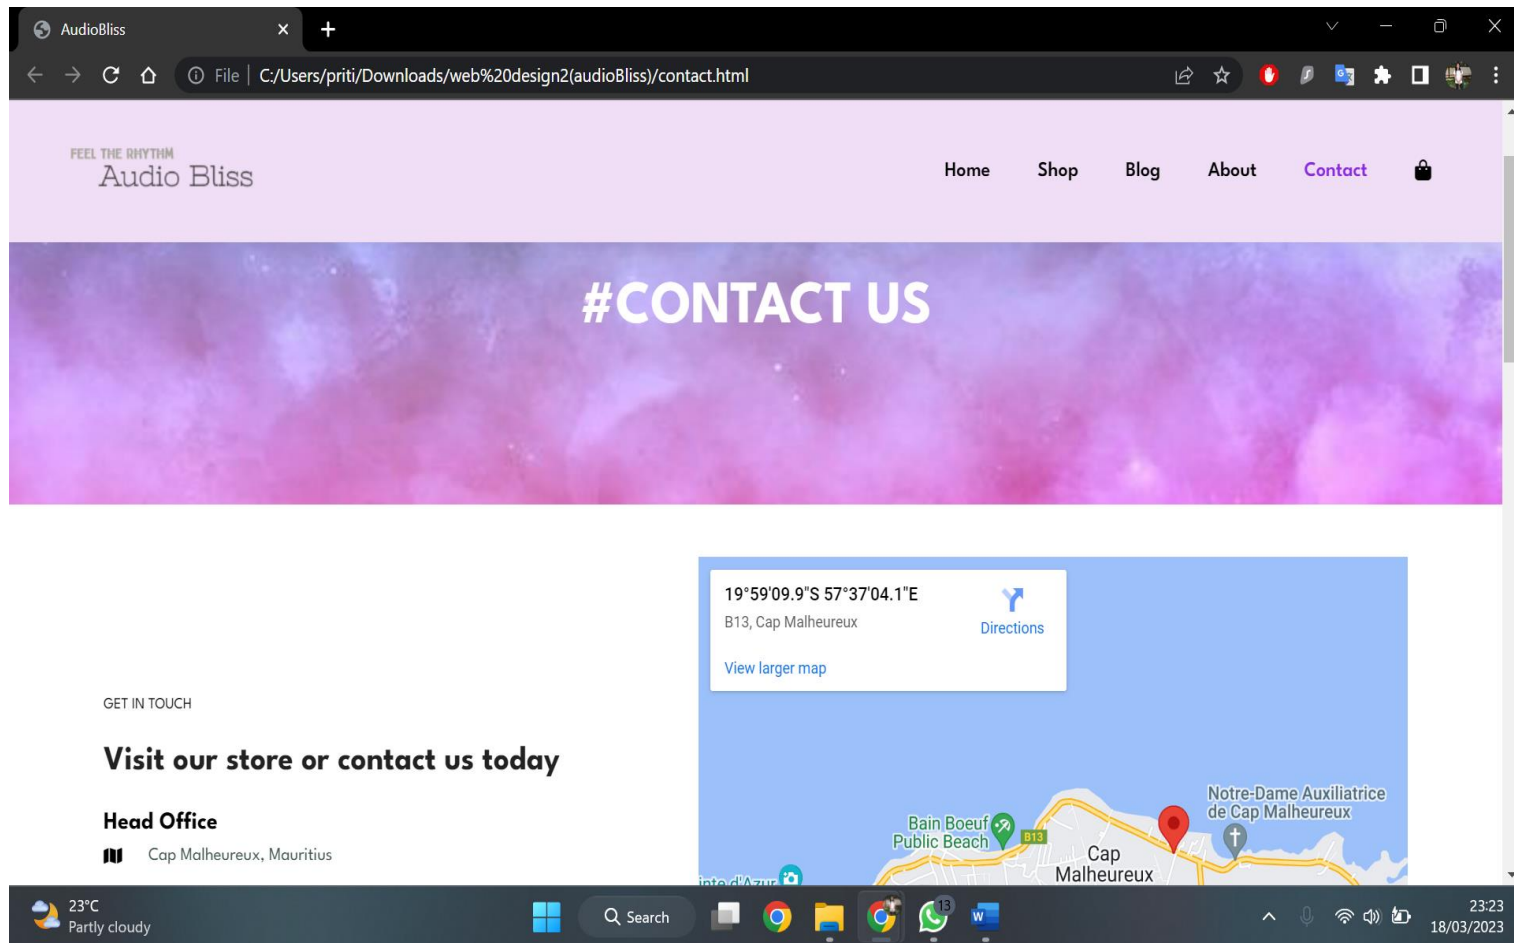 AudioBliss
File
C:/Users/priti/Downloads/web%20design2(audioBliss)/contact.html
FEEL THE RHYTHM
Audio Bliss
Home Shop Blog About Contact
#CONTACT US
19°59'09.9"S 57°37'04.1"E
B13, Cap Malheureux
Directions
View larger map
GET IN TOUCH
Visit our store or contact us today
Head Office
Cap Malheureux, Mauritius
Notre-Dame Auxiliatrice
de Cap Malheureux
Bain Boeuf
Public Beach
B13
Cap
Malheureux
inte d'Azur
23°C
Partly cloudy
Search
13
23:23
18/03/2023